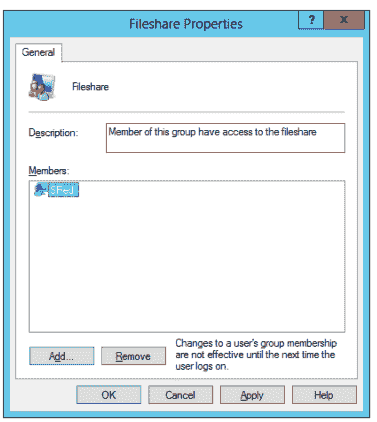 Fileshare Properties
?
x
General
Fileshare
Description:
Member of this group have access to the fileshare
Members:
Add...
Remove
Changes to a user's group membership
are not effective until the next time the
user logs on.
OK
Cancel
Apply
Help